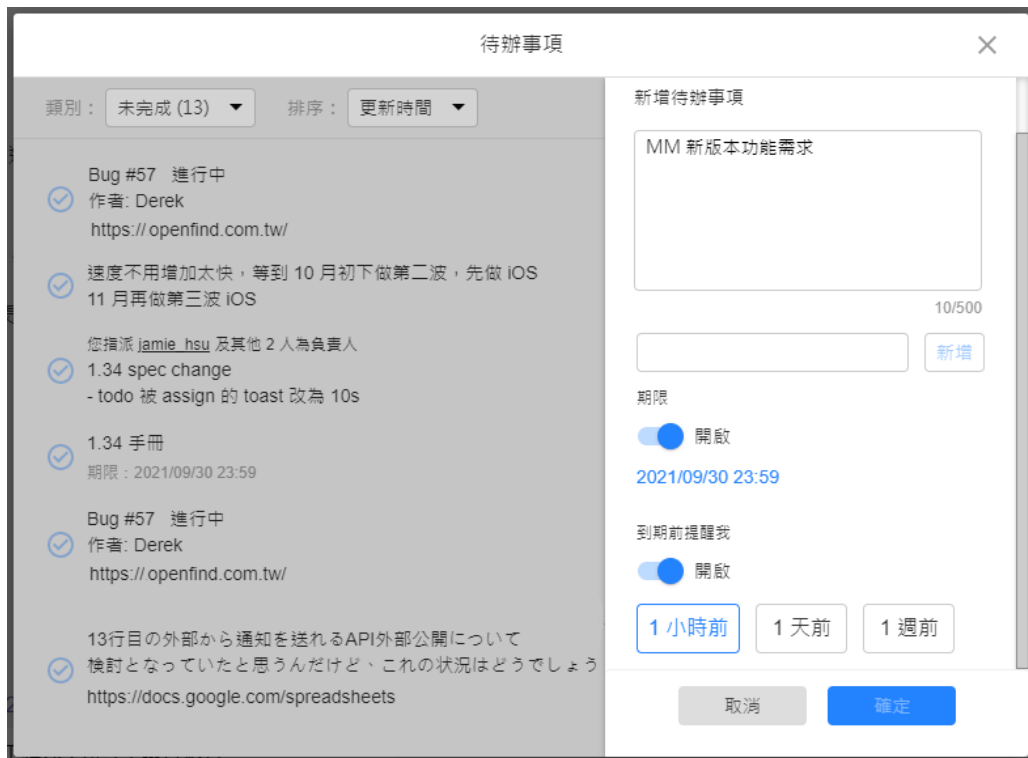 待辦事項
類別： 未完成 (13) 排序： 更新時間
Bug #57 進行中
作者: Derek
https://openfind.com.tw/
速度不用增加太快，等到 10 月初下做第二波，先做 iOS
11 月再做第三波 iOS
您指派 jamie_hsu 及其他 2 人為負責人
1.34 spec change
- todo 被 assign 的 toast 改為 10s
1.34 手冊
期限：2021/09/30 23:59
Bug #57 進行中
作者: Derek
https://openfind.com.tw/
13行目の外部から通知を送れるAPI外部公開について
検討となっていたと思うんだけど、これの状況はどうでしょう
https://docs.google.com/spreadsheets
新增待辦事項
MM 新版本功能需求
10/500
新增
期限
開啟
2021/09/30 23:59
到期前提醒我
開啟
1 小時前 1 天前 1 週前
取消 確定